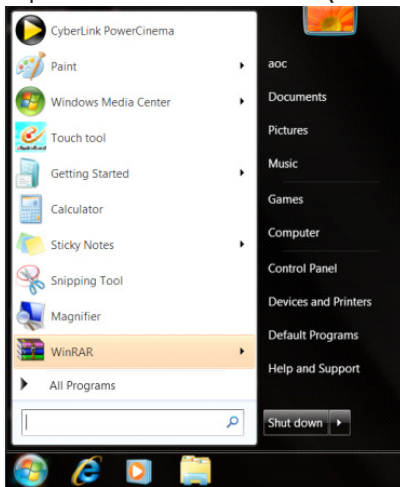 CyberLink PowerCinema
Paint
Windows Media Center
Touch tool
Getting Started
Calculator
Sticky Notes
Snipping Tool
Magnifier
WinRAR
All Programs
aoc
Documents
Pictures
Music
Games
Computer
Control Panel
Devices and Printers
Default Programs
Help and Support
Shut down